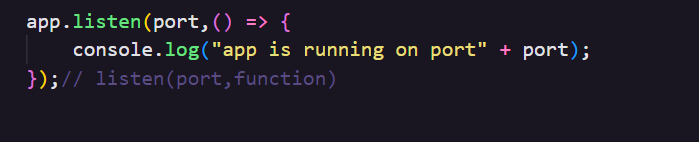 app.listen(port,() => {
    console.log("app is running on port" + port);
});// listen(port,function)